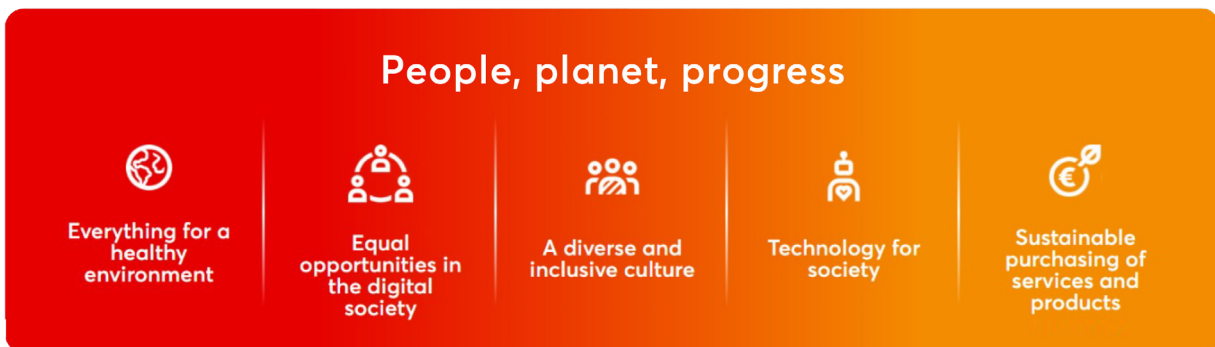 People, planet, progress
Everything for a
healthy
environment
Equal
opportunities in
the digital
society
A diverse and
inclusive culture
Technology for
society
€
Sustainable
purchasing of
services and
products